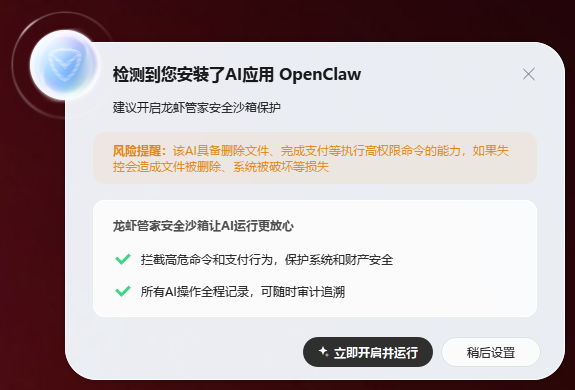 检测到您安装了AI应用 OpenClaw
建议开启龙虾管家安全沙箱保护
风险提醒：该AI具备删除文件、完成支付等执行高权限命令的能力，如果失
控会造成文件被删除、系统被破坏等损失
龙虾管家安全沙箱让AI运行更放心
拦截高危命令和支付行为，保护系统和财产安全
所有AI操作全程记录，可随时审计追溯
立即开启并运行
稍后设置